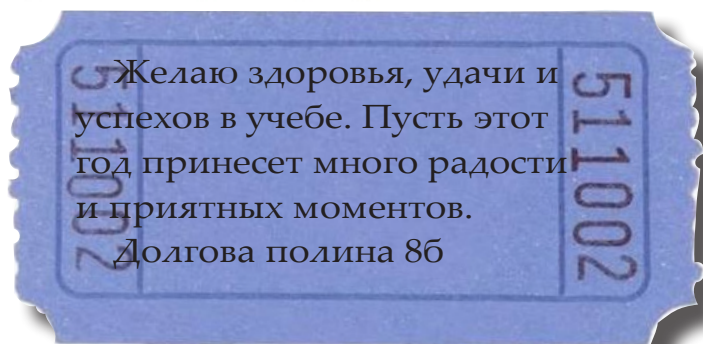 Желаю здоровья, удачи и
успехов в учебе. Пусть этот
год принесет много радости
и приятных моментов.
Долгова полина 8б
511002
511002